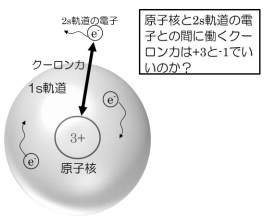 2s軌道の電子
e⁻
クーロン力
1s軌道
e⁻
3+
e⁻
原子核
原子核と2s軌道の電
子との間に働くクー
ロンカは+3と-1でい
いのか？